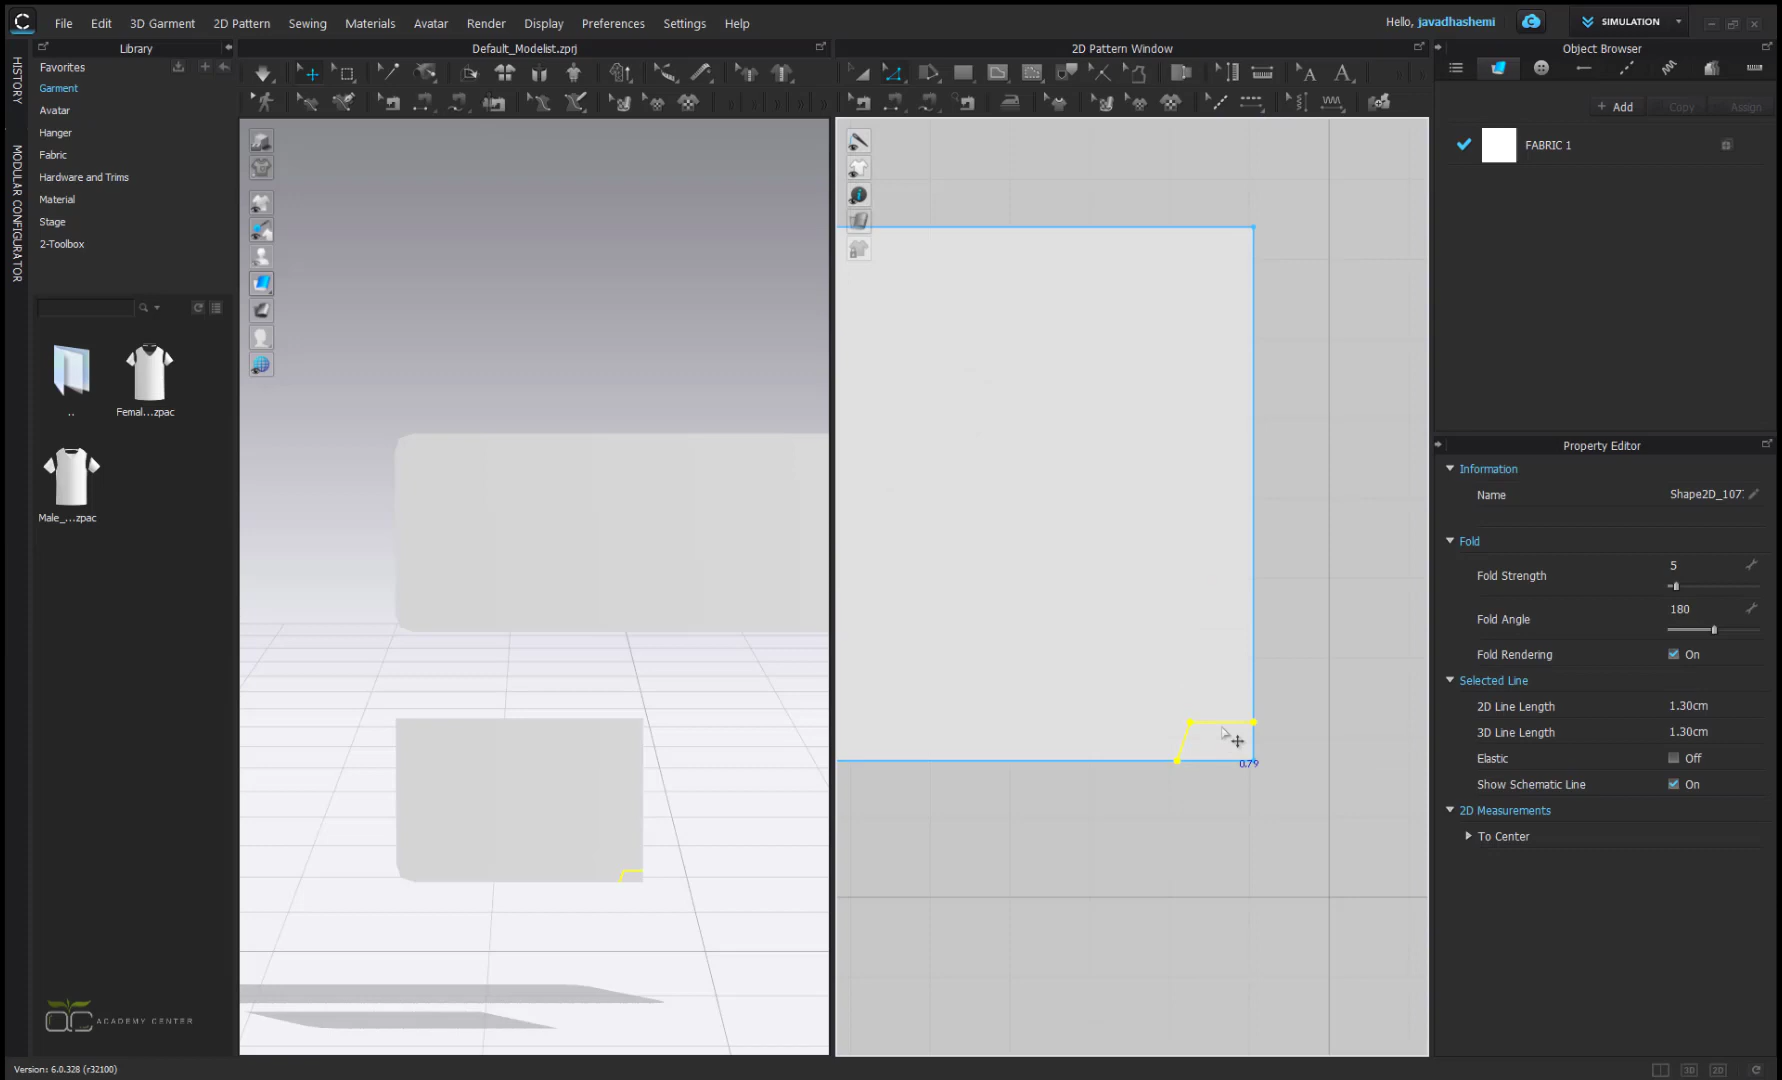 File Edit 3D Garment 2D Pattern Sewing Materials Avatar Render Display Preferences Settings Help
Hello, javadhashemi
SIMULATION
HISTORY
MODULAR CONFIGURATOR
Library
Favorites
Garment
Avatar
Hanger
Fabric
Hardware and Trims
Material
Stage
2-Toolbox
..
Femal...zpac
Male_...zpac
ACADEMY CENTER
Version: 6.0.328 (r32100)
Default_Modelist.zprj
2D Pattern Window
0.79
Object Browser
+ Add Copy Assign
FABRIC 1
Property Editor
Information
Name Shape2D_107
Fold
Fold Strength 5
Fold Angle 180
Fold Rendering On
Selected Line
2D Line Length 1.30cm
3D Line Length 1.30cm
Elastic Off
Show Schematic Line On
2D Measurements
To Center
3D 2D